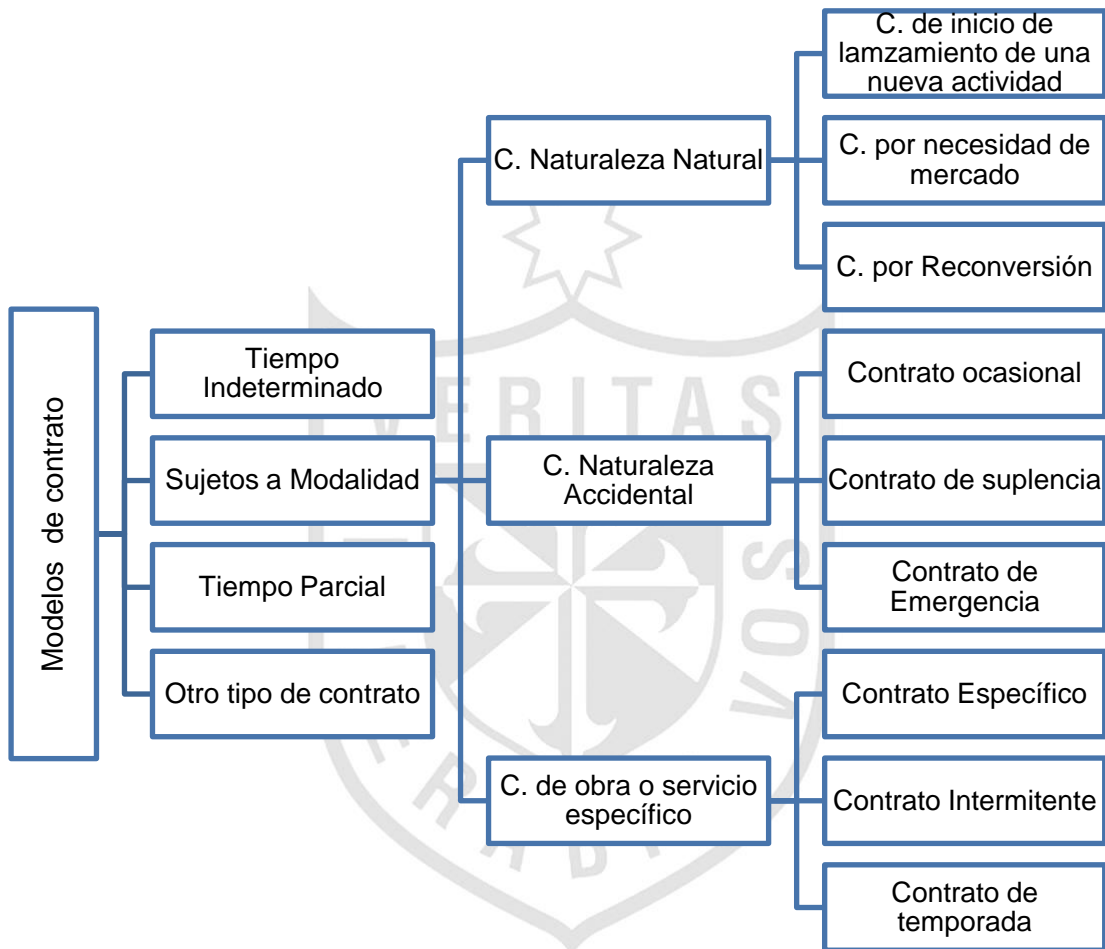 Modelos de contrato
Tiempo
Indeterminado
Sujetos a Modalidad
Tiempo Parcial
Otro tipo de contrato
C. Naturaleza Natural
C. Naturaleza
Accidental
C. de obra o servicio
específico
C. de inicio de
lamzamiento de una
nueva actividad
C. por necesidad de
mercado
C. por Reconversión
Contrato ocasional
Contrato de suplencia
Contrato de
Emergencia
Contrato Específico
Contrato Intermitente
Contrato de
temporada
VERITAS
VOS